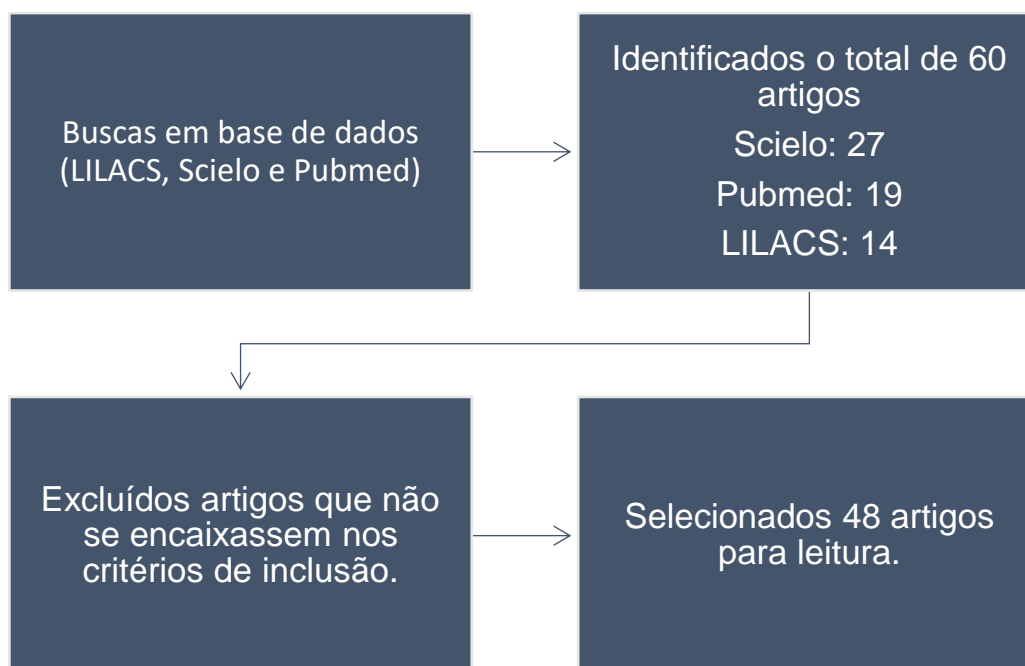 Buscas em base de dados
(LILACS, Scielo e Pubmed)
Identificados o total de 60
artigos
Scielo: 27
Pubmed: 19
LILACS: 14
Excluídos artigos que não
se encaixassem nos
critérios de inclusão.
Selecionados 48 artigos
para leitura.